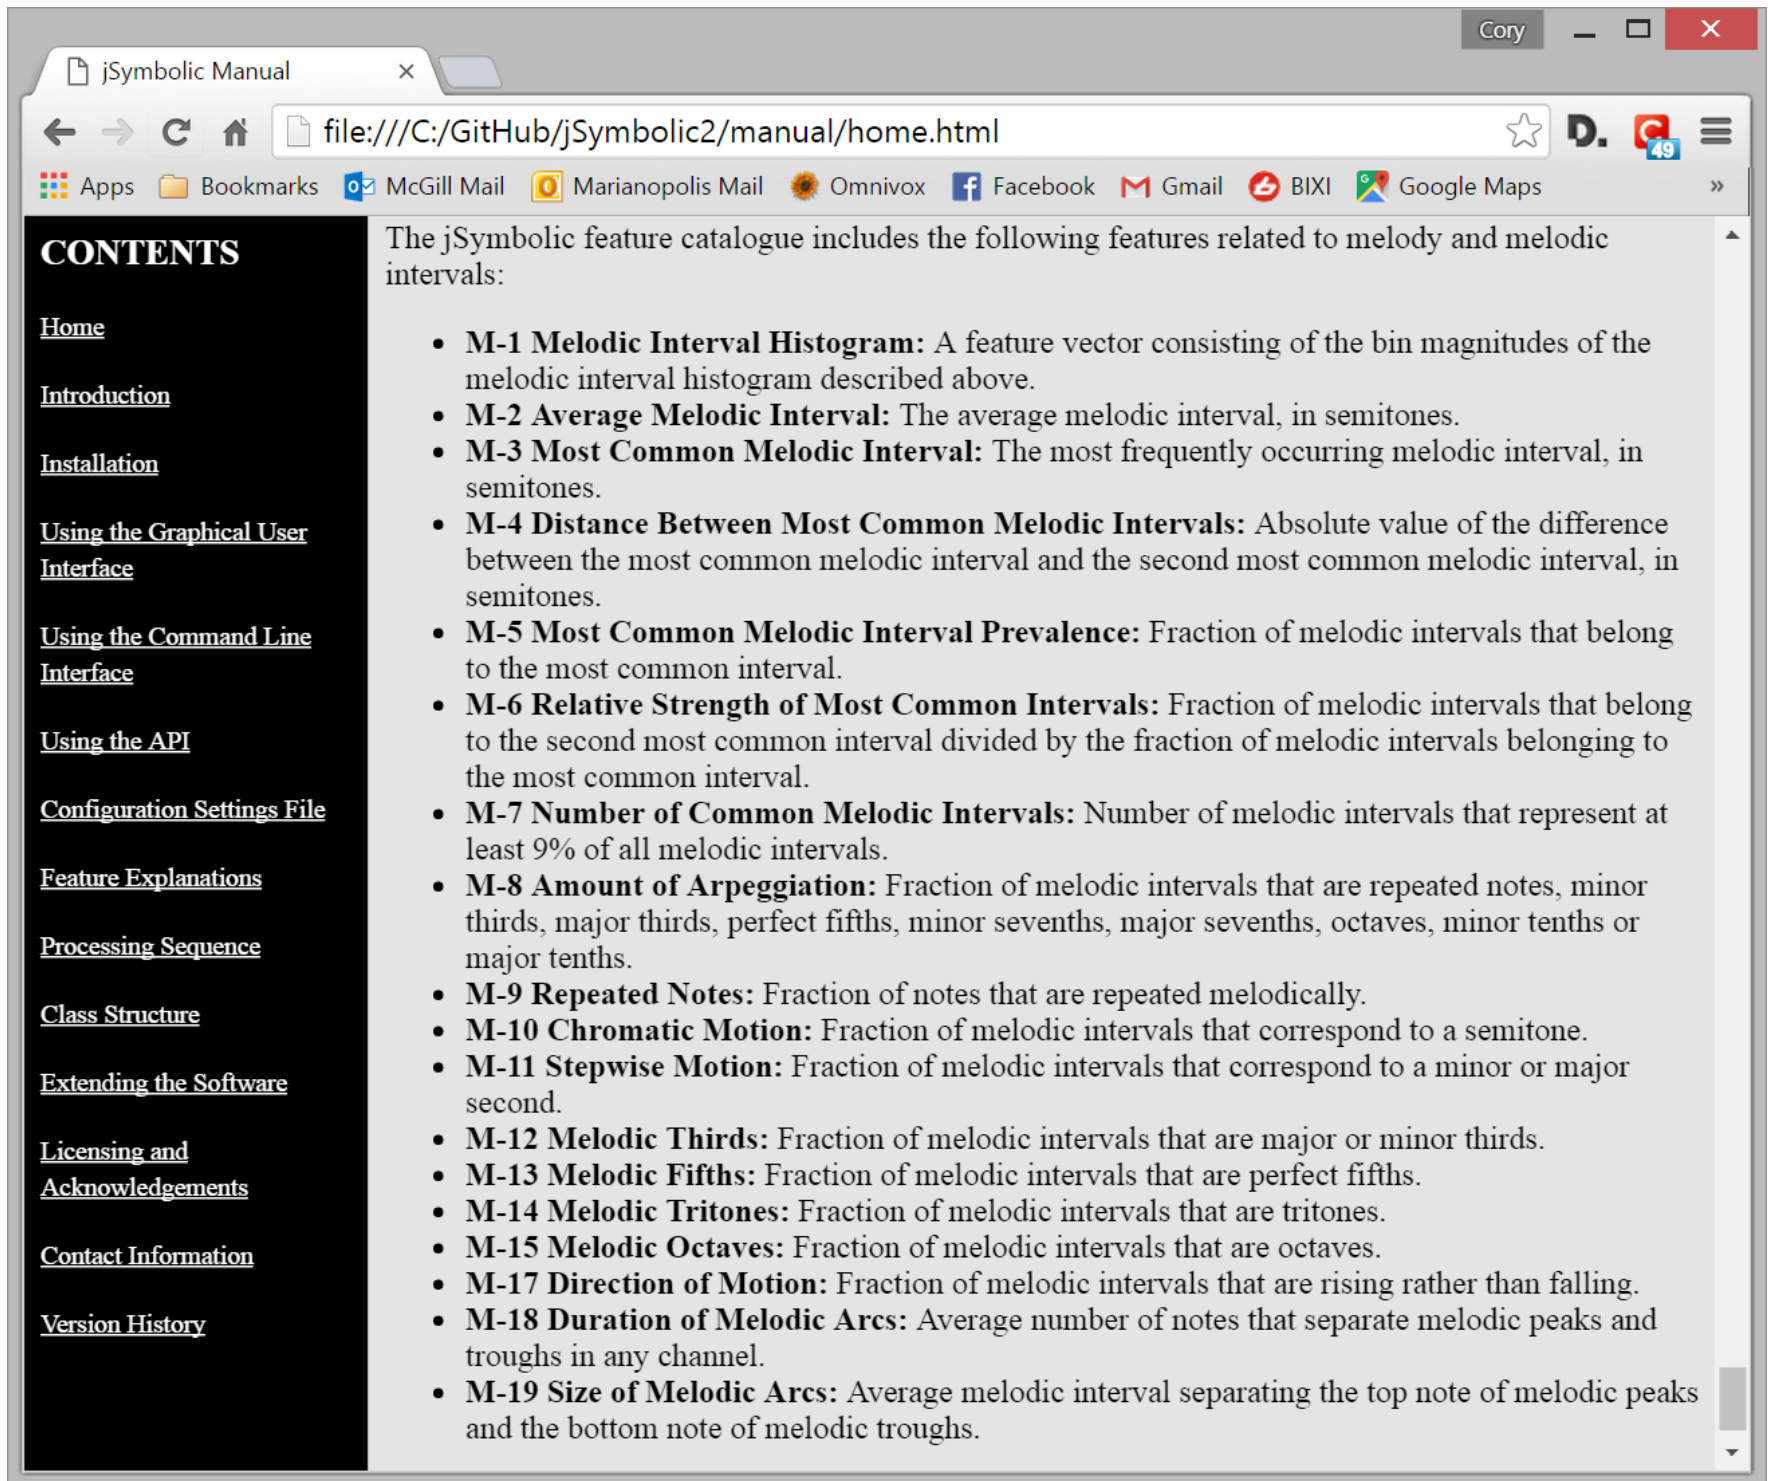 Cory
jSymbolic Manual
file:///C:/GitHub/jSymbolic2/manual/home.html
D.
49
Apps Bookmarks McGill Mail Marianopolis Mail Omnivox Facebook Gmail BIXI Google Maps »
CONTENTS
Home
Introduction
Installation
Using the Graphical User
Interface
Using the Command Line
Interface
Using the API
Configuration Settings File
Feature Explanations
Processing Sequence
Class Structure
Extending the Software
Licensing and
Acknowledgements
Contact Information
Version History
The jSymbolic feature catalogue includes the following features related to melody and melodic
intervals:
• M-1 Melodic Interval Histogram: A feature vector consisting of the bin magnitudes of the
melodic interval histogram described above.
• M-2 Average Melodic Interval: The average melodic interval, in semitones.
• M-3 Most Common Melodic Interval: The most frequently occurring melodic interval, in
semitones.
• M-4 Distance Between Most Common Melodic Intervals: Absolute value of the difference
between the most common melodic interval and the second most common melodic interval, in
semitones.
• M-5 Most Common Melodic Interval Prevalence: Fraction of melodic intervals that belong
to the most common interval.
• M-6 Relative Strength of Most Common Intervals: Fraction of melodic intervals that belong
to the second most common interval divided by the fraction of melodic intervals belonging to
the most common interval.
• M-7 Number of Common Melodic Intervals: Number of melodic intervals that represent at
least 9% of all melodic intervals.
• M-8 Amount of Arpeggiation: Fraction of melodic intervals that are repeated notes, minor
thirds, major thirds, perfect fifths, minor sevenths, major sevenths, octaves, minor tenths or
major tenths.
• M-9 Repeated Notes: Fraction of notes that are repeated melodically.
• M-10 Chromatic Motion: Fraction of melodic intervals that correspond to a semitone.
• M-11 Stepwise Motion: Fraction of melodic intervals that correspond to a minor or major
second.
• M-12 Melodic Thirds: Fraction of melodic intervals that are major or minor thirds.
• M-13 Melodic Fifths: Fraction of melodic intervals that are perfect fifths.
• M-14 Melodic Tritones: Fraction of melodic intervals that are tritones.
• M-15 Melodic Octaves: Fraction of melodic intervals that are octaves.
• M-17 Direction of Motion: Fraction of melodic intervals that are rising rather than falling.
• M-18 Duration of Melodic Arcs: Average number of notes that separate melodic peaks and
troughs in any channel.
• M-19 Size of Melodic Arcs: Average melodic interval separating the top note of melodic peaks
and the bottom note of melodic troughs.